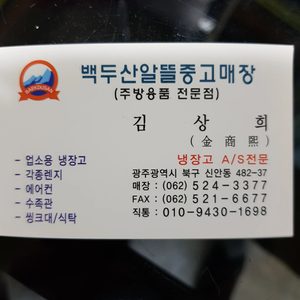 BAEKDUSAN
백두산알뜰중고매장
(주방용품 전문점)
김 상 희
(金 商 熙)
- 업소용 냉장고
- 각종렌지
- 에어컨
- 수족관
- 씽크대/식탁
냉장고 A/S전문
광주광역시 북구 신안동 482-37
매장 : (062) 524-3377
FAX : (062) 521-6677
직통 : 010-9430-1698